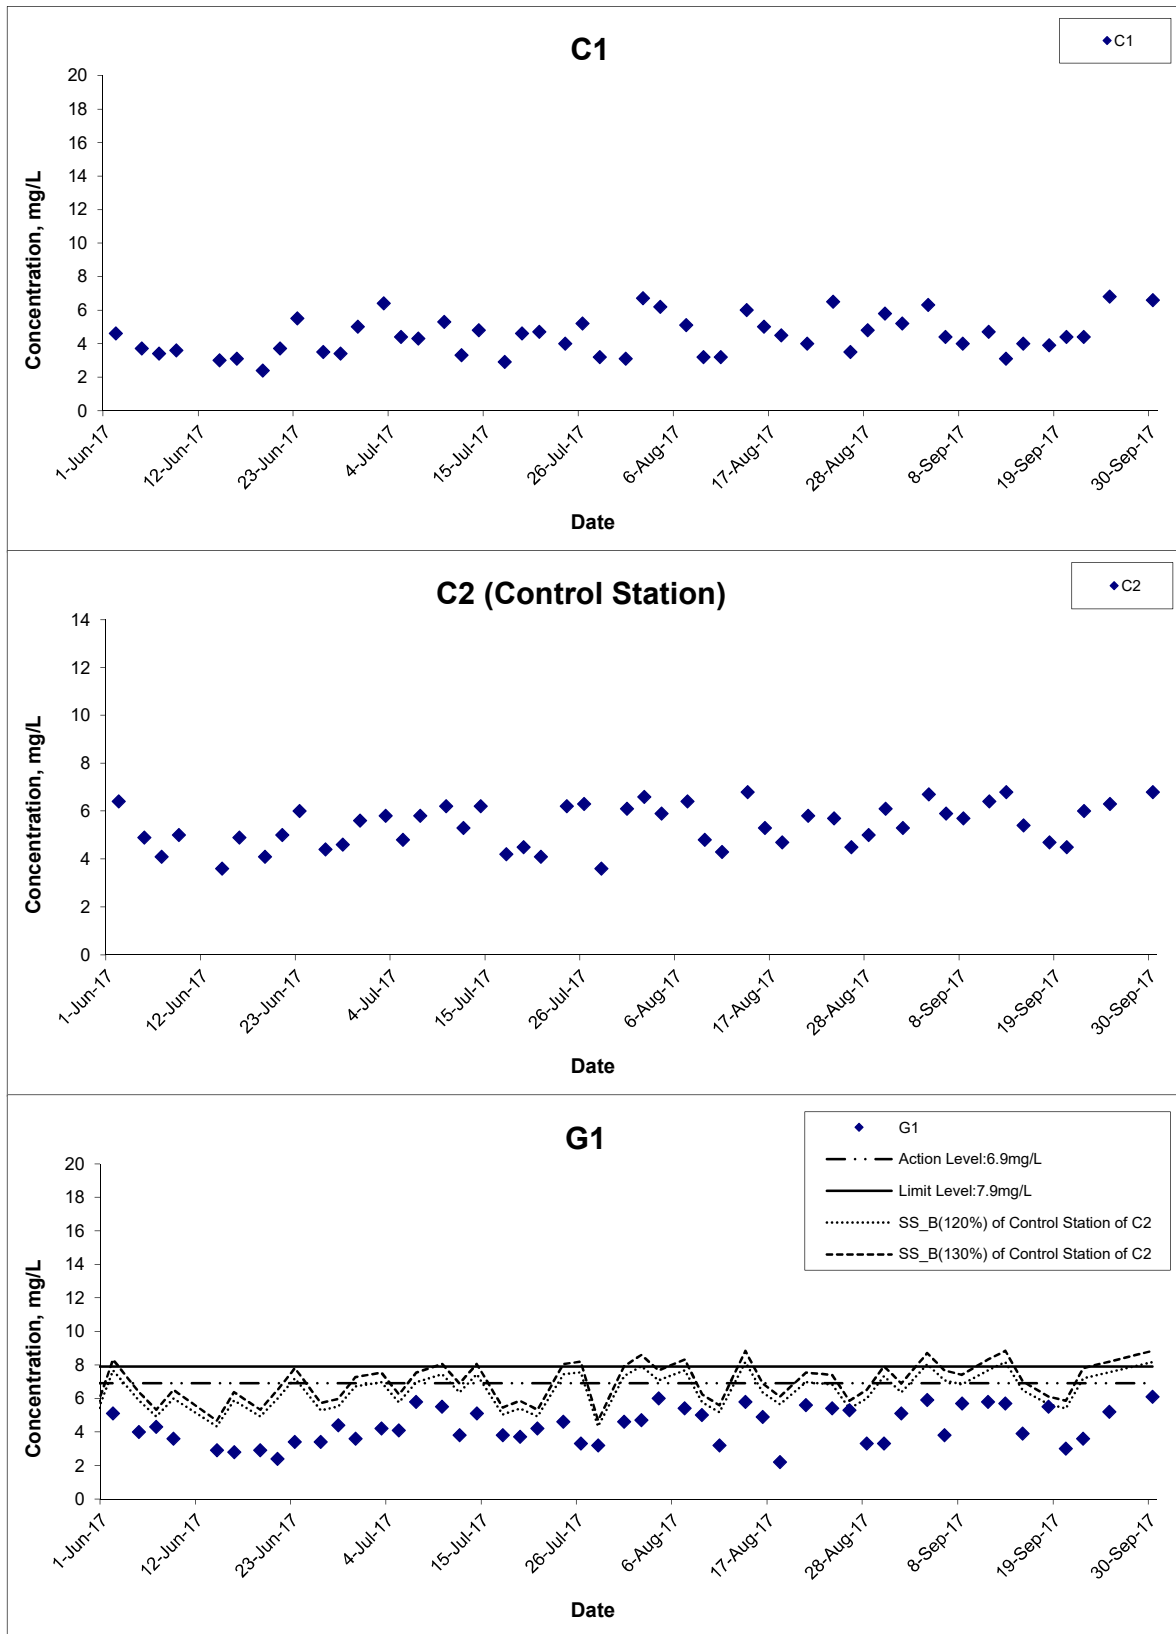 C1
C1
20
18
16
14
12
10
8
6
4
2
0
Concentration, mg/L
1-Jun-17
12-Jun-17
23-Jun-17
4-Jul-17
15-Jul-17
26-Jul-17
6-Aug-17
17-Aug-17
28-Aug-17
8-Sep-17
19-Sep-17
30-Sep-17
Date
C2 (Control Station)
C2
14
12
10
8
6
4
2
0
Concentration, mg/L
1-Jun-17
12-Jun-17
23-Jun-17
4-Jul-17
15-Jul-17
26-Jul-17
6-Aug-17
17-Aug-17
28-Aug-17
8-Sep-17
19-Sep-17
30-Sep-17
Date
G1
G1
Action Level:6.9mg/L
Limit Level:7.9mg/L
SS_B(120%) of Control Station of C2
SS_B(130%) of Control Station of C2
20
18
16
14
12
10
8
6
4
2
0
Concentration, mg/L
1-Jun-17
12-Jun-17
23-Jun-17
4-Jul-17
15-Jul-17
26-Jul-17
6-Aug-17
17-Aug-17
28-Aug-17
8-Sep-17
19-Sep-17
30-Sep-17
Date